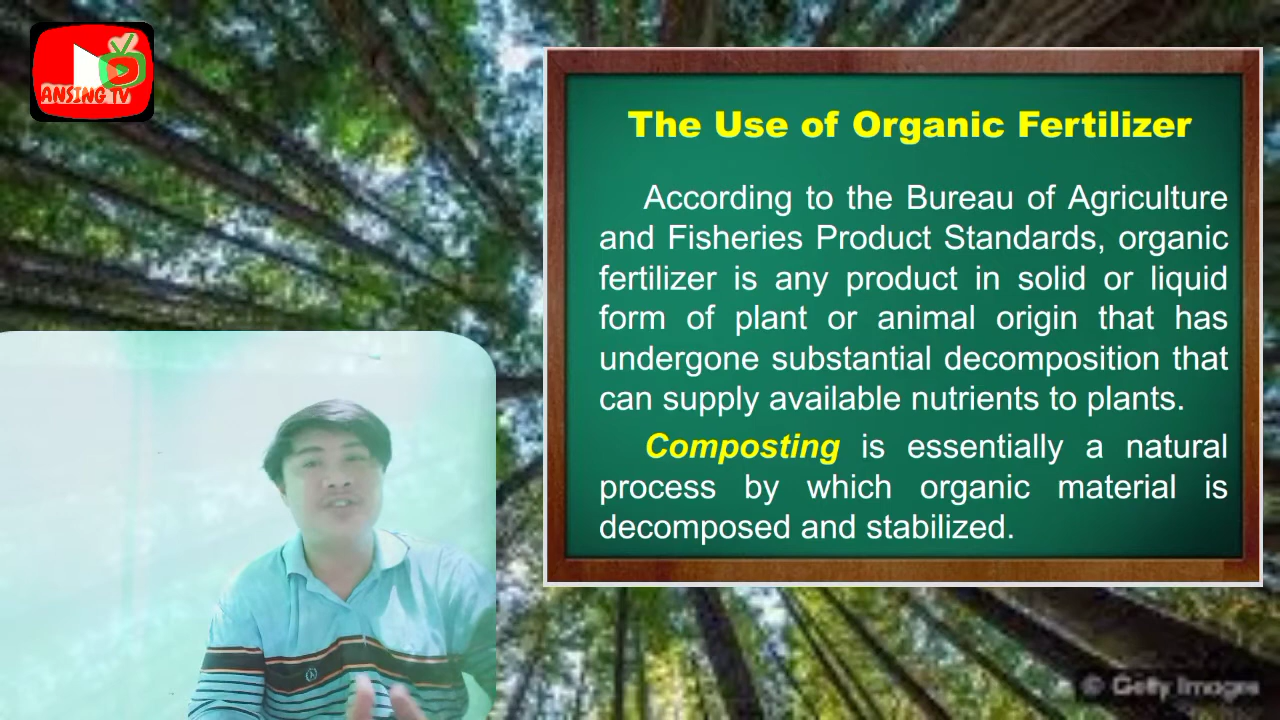 ANSING TV
The Use of Organic Fertilizer
According to the Bureau of Agriculture
and Fisheries Product Standards, organic
fertilizer is any product in solid or liquid
form of plant or animal origin that has
undergone substantial decomposition that
can supply available nutrients to plants.
Composting is essentially a natural
process by which organic material is
decomposed and stabilized.
© Getty Images